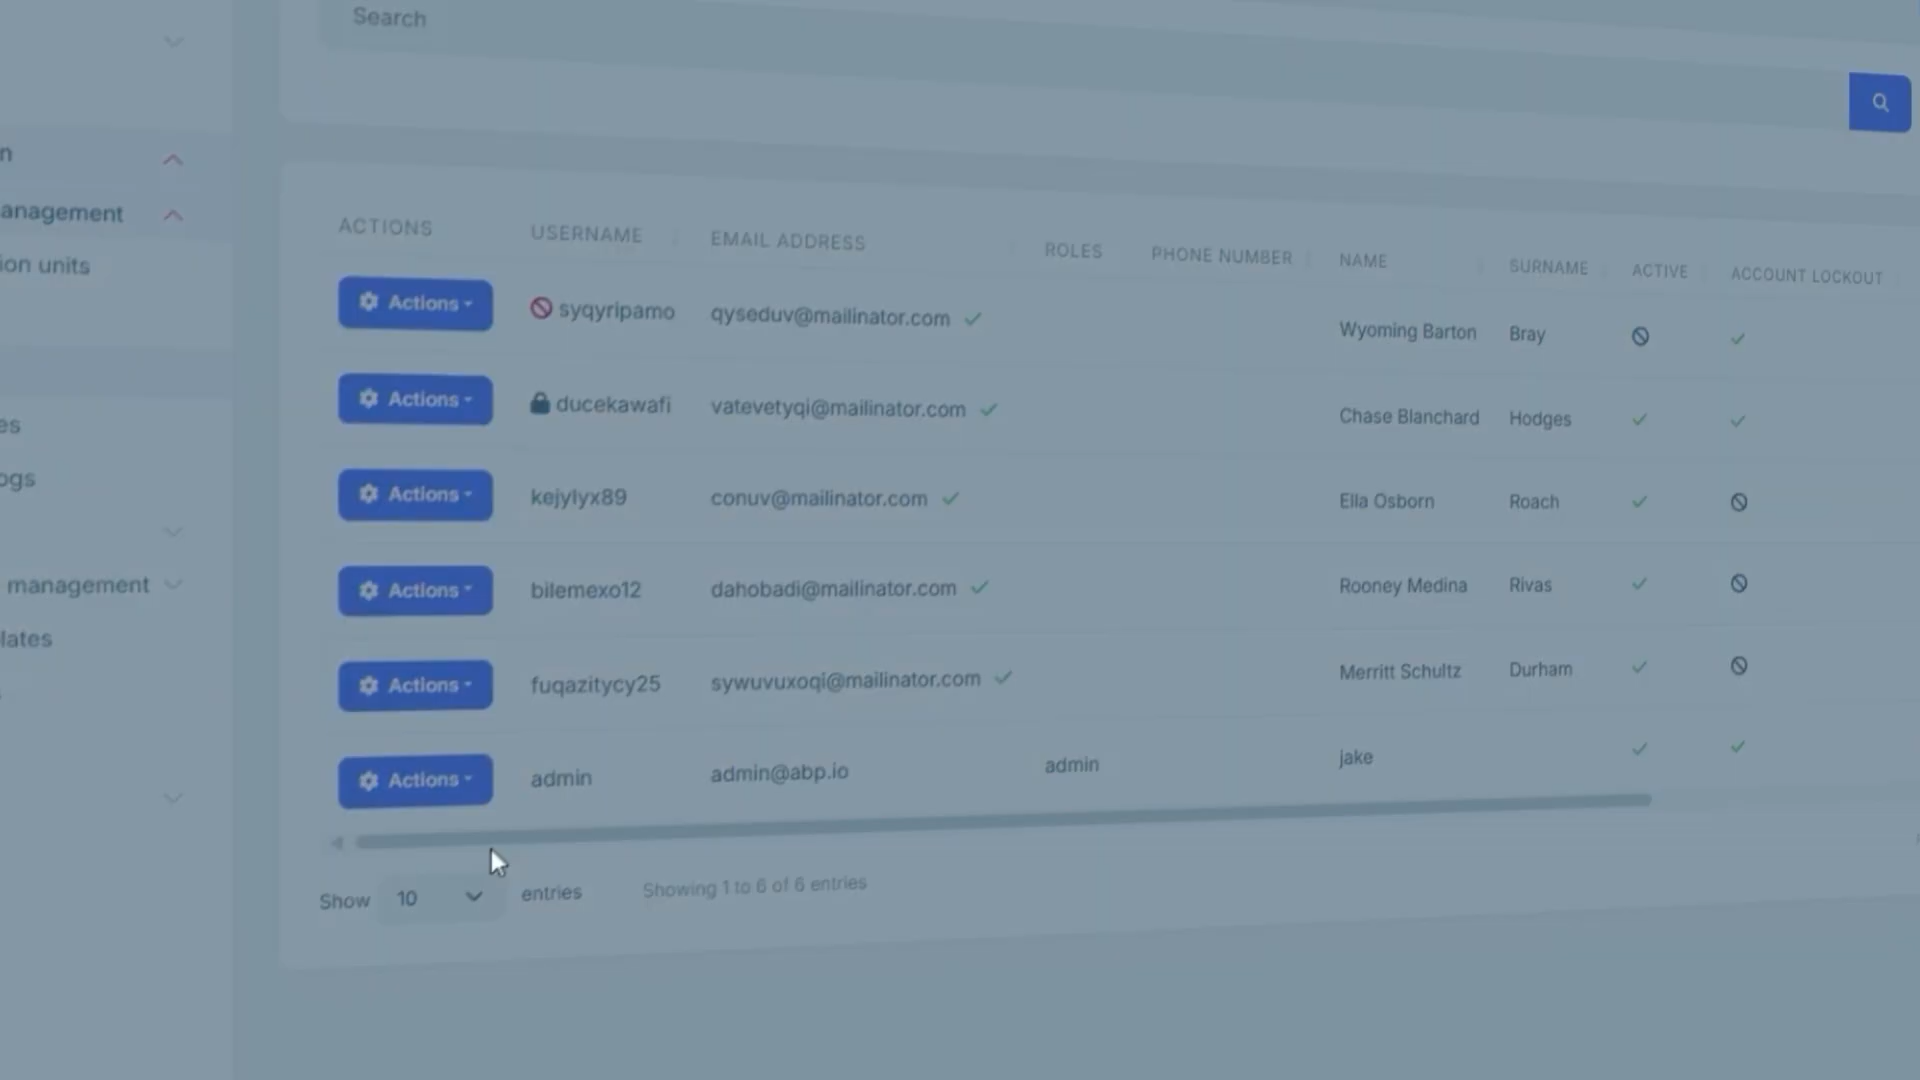 Search
n
anagement
ion units
es
ogs
management
lates
ACTIONS USERNAME EMAIL ADDRESS ROLES PHONE NUMBER NAME SURNAME ACTIVE ACCOUNT LOCKOUT
Actions syqyripamo qyseduv@mailinator.com Wyoming Barton Bray
Actions ducekawafi vatevetyqi@mailinator.com Chase Blanchard Hodges
Actions kejylyx89 conuv@mailinator.com Ella Osborn Roach
Actions bilemexo12 dahobadi@mailinator.com Rooney Medina Rivas
Actions fuqazitycy25 sywuvuxoqi@mailinator.com Merritt Schultz Durham
Actions admin admin@abp.io admin jake
Show 10 entries Showing 1 to 6 of 6 entries